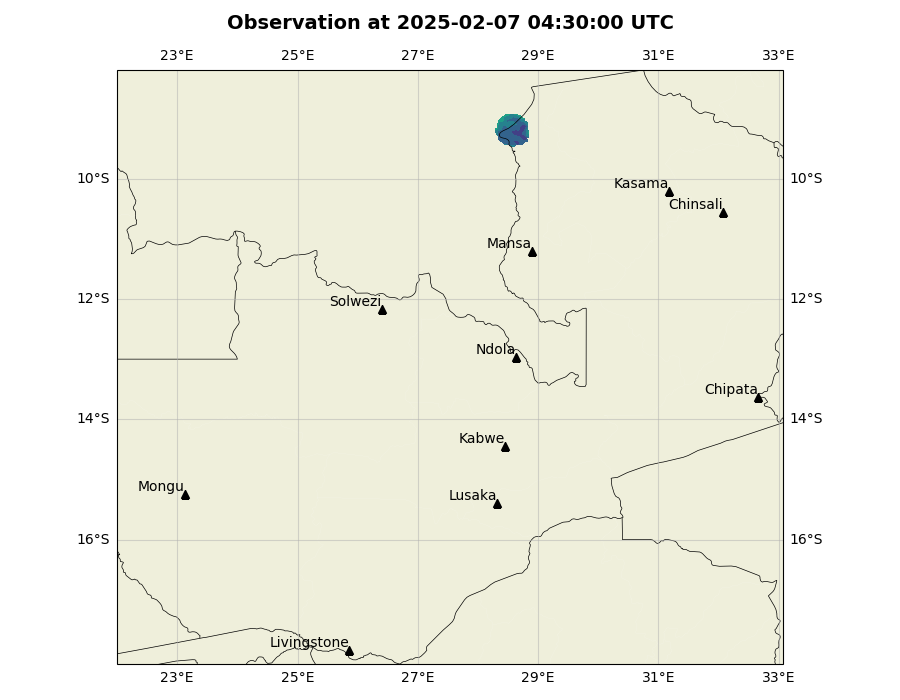 Observation at 2025-02-07 04:30:00 UTC
23°E 25°E 27°E 29°E 31°E 33°E
10°S 10°S
Kasama
Chinsali
Mansa
12°S 12°S
Solwezi
Ndola
Chipata
14°S 14°S
Kabwe
Mongu
Lusaka
16°S 16°S
Livingstone
23°E 25°E 27°E 29°E 31°E 33°E